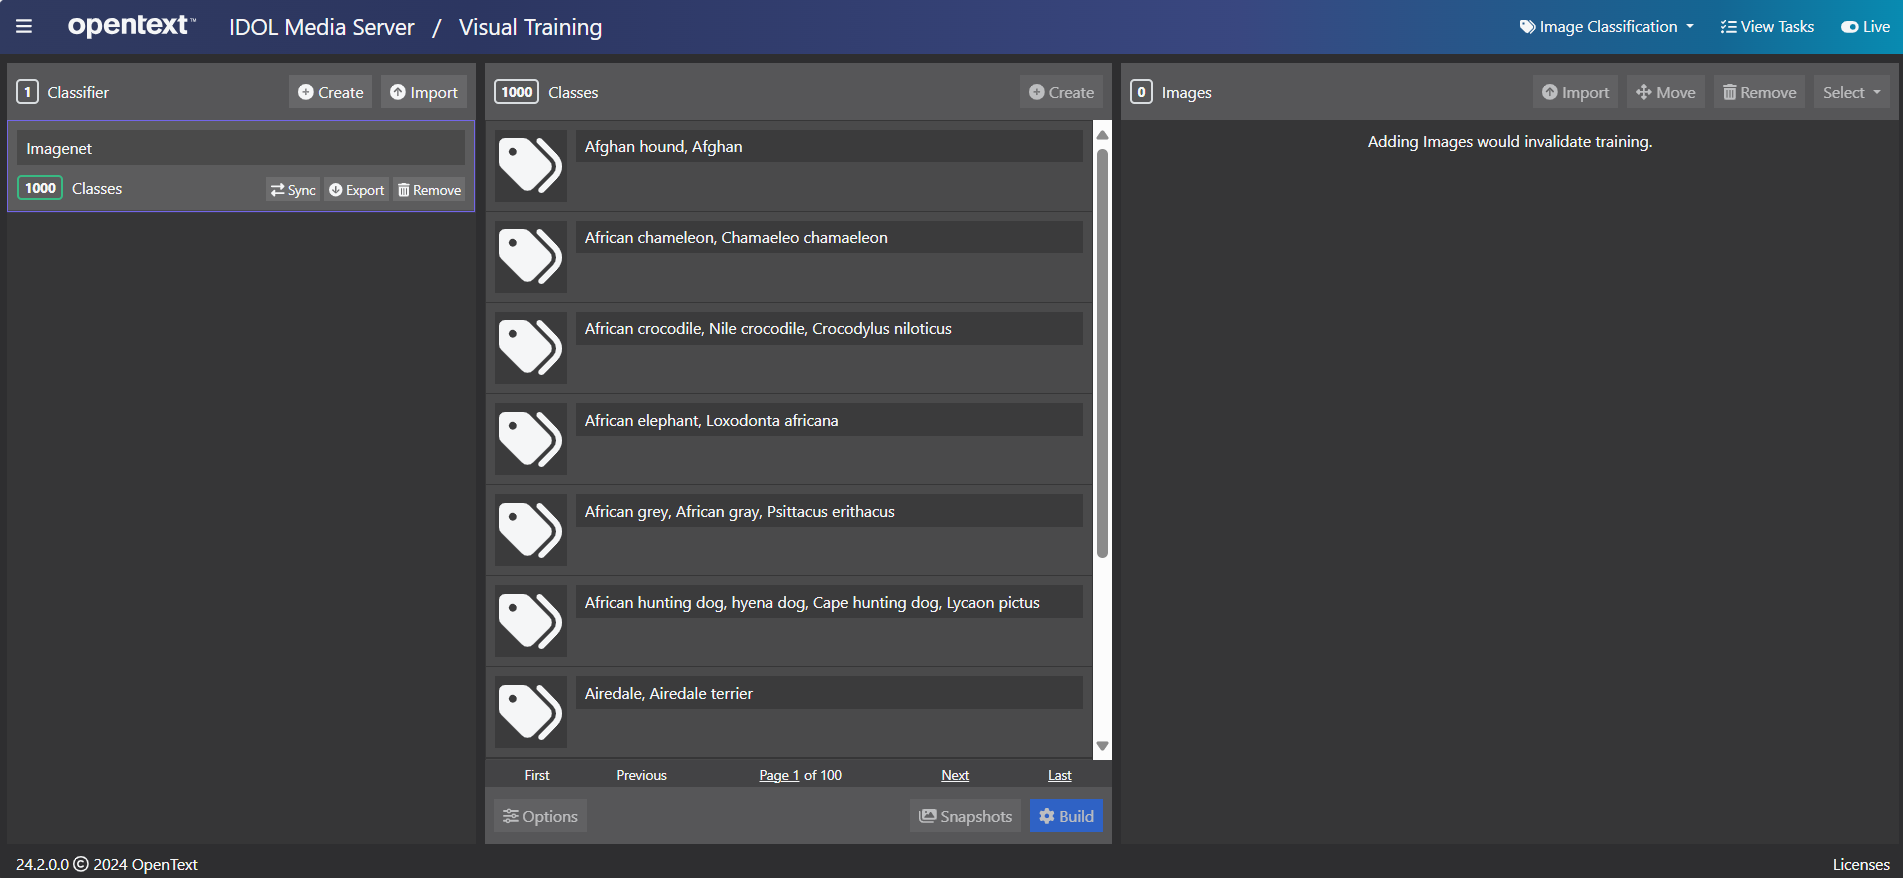 opentext™ IDOL Media Server / Visual Training Image Classification View Tasks Live
1 Classifier Create Import
Imagenet
1000 Classes Sync Export Remove
1000 Classes Create
Afghan hound, Afghan
African chameleon, Chamaeleo chamaeleon
African crocodile, Nile crocodile, Crocodylus niloticus
African elephant, Loxodonta africana
African grey, African gray, Psittacus erithacus
African hunting dog, hyena dog, Cape hunting dog, Lycaon pictus
Airedale, Airedale terrier
First Previous Page 1 of 100 Next Last
Options Snapshots Build
0 Images Import Move Remove Select
Adding Images would invalidate training.
24.2.0.0 © 2024 OpenText Licenses